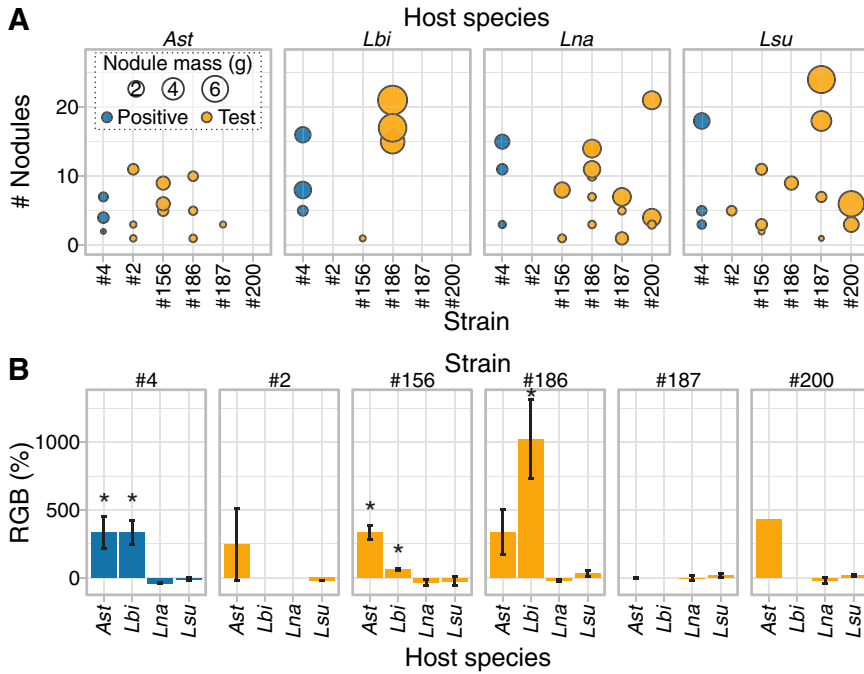 A
Host species
Ast Lbi Lna Lsu
Nodule mass (g)
2 4 6
Positive Test
# Nodules
20
10
0
#4 #2 #156 #186 #187 #200
#4 #2 #156 #186 #187 #200
#4 #2 #156 #186 #187 #200
#4 #2 #156 #186 #187 #200
Strain
B
Strain
#4 #2 #156 #186 #187 #200
RGB (%)
1000
500
0
* *
* *
*
Ast Lbi Lna Lsu
Ast Lbi Lna Lsu
Ast Lbi Lna Lsu
Ast Lbi Lna Lsu
Ast Lbi Lna Lsu
Ast Lbi Lna Lsu
Host species